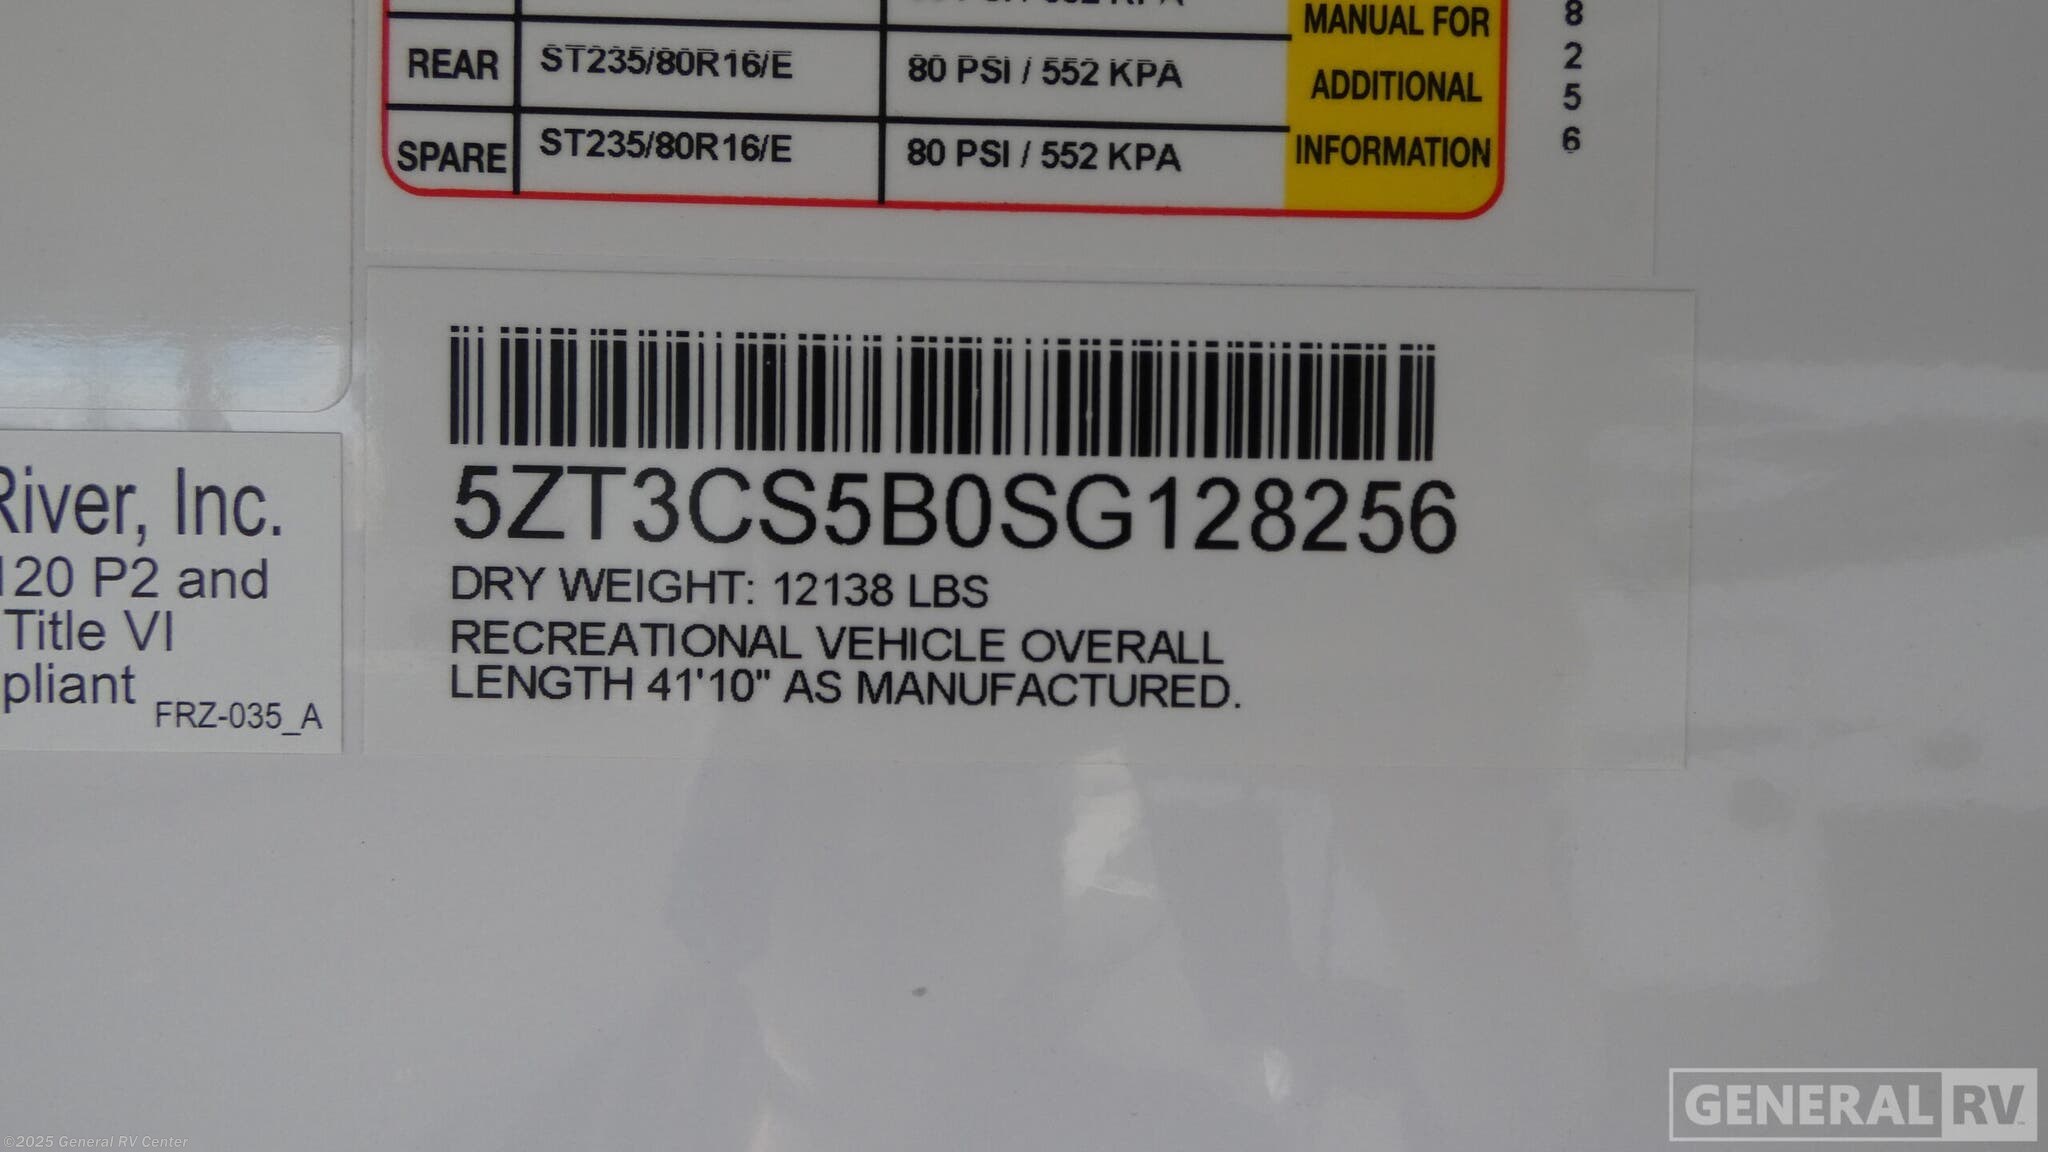 MANUAL FOR
REAR ST235/80R16/E 80 PSI / 552 KPA ADDITIONAL
SPARE ST235/80R16/E 80 PSI / 552 KPA INFORMATION
8
2
5
6
5ZT3CS5B0SG128256
DRY WEIGHT: 12138 LBS
RECREATIONAL VEHICLE OVERALL
LENGTH 41'10" AS MANUFACTURED.
River, Inc.
120 P2 and
Title VI
pliant FRZ-035_A
GENERAL RV
©2025 General RV Center